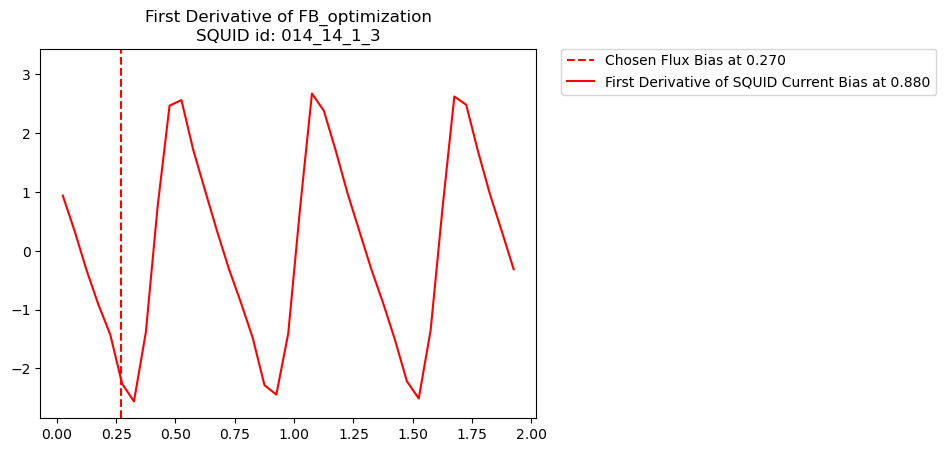 First Derivative of FB_optimization
SQUID id: 014_14_1_3
Chosen Flux Bias at 0.270
First Derivative of SQUID Current Bias at 0.880
3
2
1
0
−1
−2
0.00 0.25 0.50 0.75 1.00 1.25 1.50 1.75 2.00